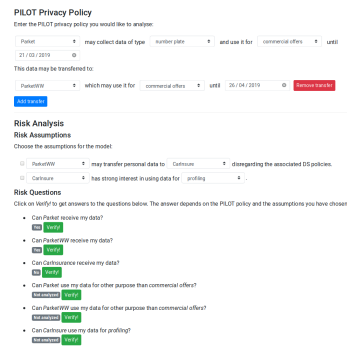 PILOT Privacy Policy
Enter the PILOT privacy policy you would like to analyse:
Parket may collect data of type number plate and use it for commercial offers until
21 / 03 / 2019
This data may be transferred to:
ParketWW which may use it for commercial offers until 26 / 04 / 2019 Remove transfer
Add transfer
Risk Analysis
Risk Assumptions
Choose the assumptions for the model:
ParketWW may transfer personal data to CarInsure disregarding the associated DS policies.
CarInsure has strong interest in using data for profiling .
Risk Questions
Click on Verify! to get answers to the questions below. The answer depends on the PILOT policy and the assumptions you have chosen
Can Parket receive my data?
Yes Verify!
Can ParketWW receive my data?
Yes Verify!
Can CarInsurance receive my data?
No Verify!
Can Parket use my data for other purpose than commercial offers?
Not analyzed Verify!
Can ParketWW use my data for other purpose than commercial offers?
Not analyzed Verify!
Can CarInsure use my data for profiling?
Not analyzed Verify!